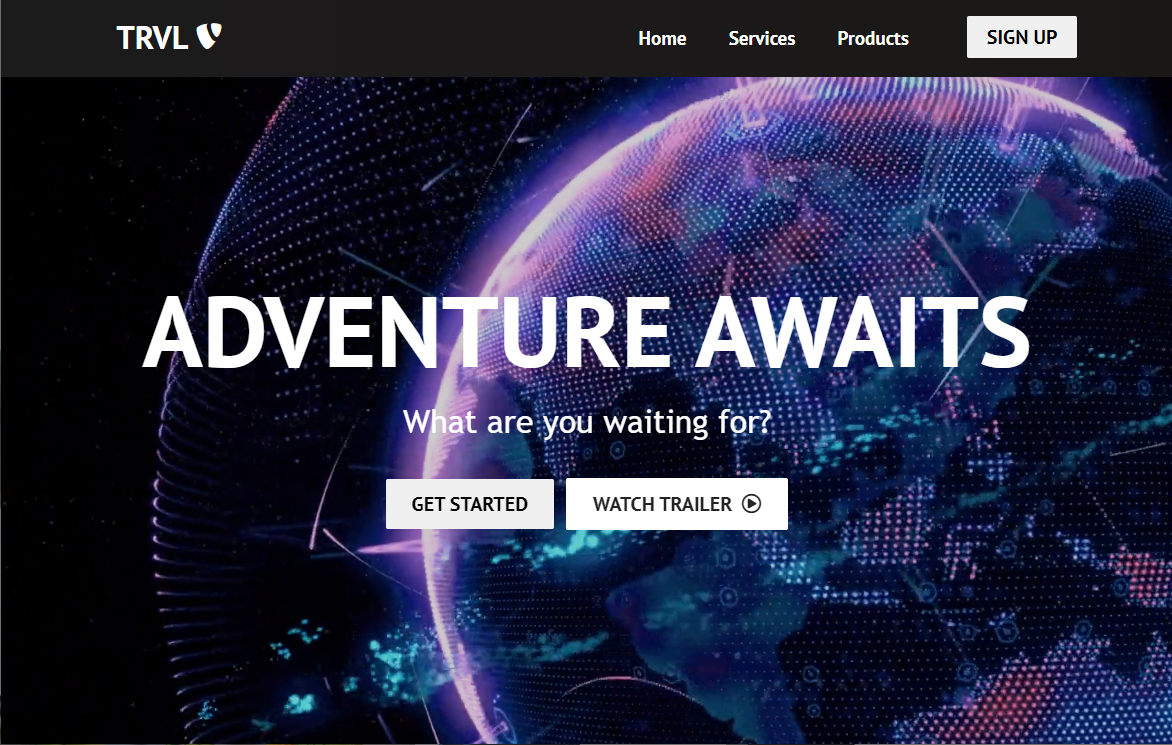 TRVL
Home Services Products SIGN UP
ADVENTURE AWAITS
What are you waiting for?
GET STARTED WATCH TRAILER